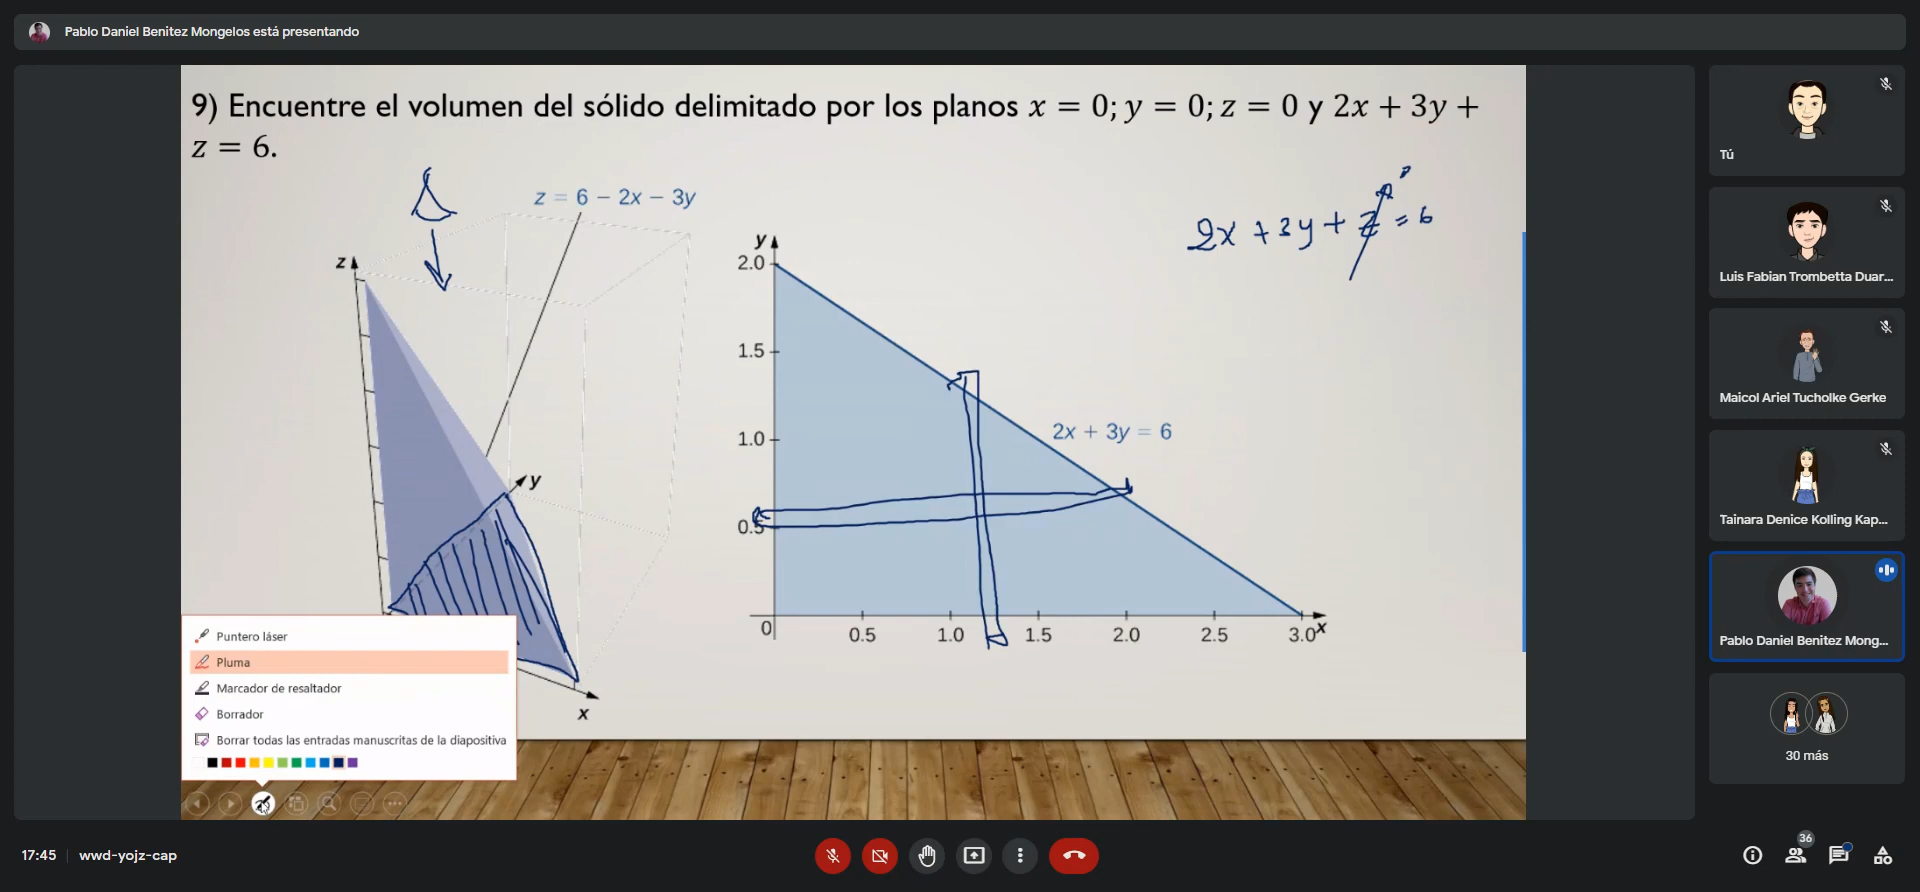 Pablo Daniel Benitez Mongelos está presentando
9) Encuentre el volumen del sólido delimitado por los planos x = 0; y = 0; z = 0 y 2x + 3y +
z = 6.
z = 6 − 2x − 3y
2x + 3y + z = 6
z
y
x
y
2.0
1.5
1.0
0.5
0
0.5
1.0
1.5
2.0
2.5
3.0
x
2x + 3y = 6
Puntero láser
Pluma
Marcador de resaltador
Borrador
Borrar todas las entradas manuscritas de la diapositiva
Tú
Luis Fabian Trombetta Duar...
Maicol Ariel Tucholke Gerke
Tainara Denice Kolling Kap...
Pablo Daniel Benitez Mong...
30 más
17:45 | wwd-yojz-cap
36